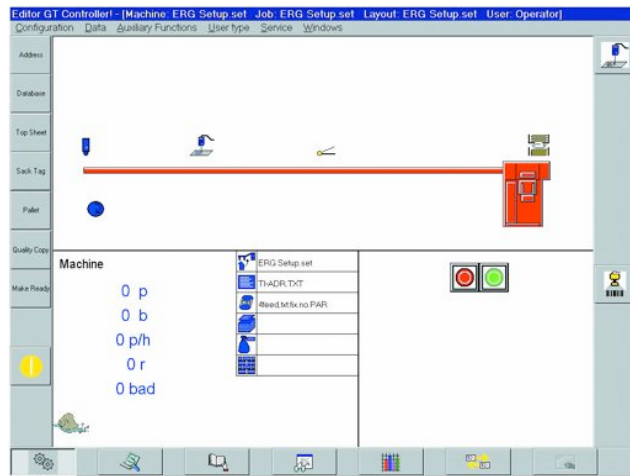 Editor GT Controller! - [Machine: ERG Setup.set Job: ERG Setup.set Layout: ERG Setup.set User: Operator]
Configuration Data Auxiliary Functions User type Service Windows
Address
Database
Top Sheet
Sack Tag
Pallet
Quality Copy
Make Ready
Machine
0 p
0 b
0 p/h
0 r
0 bad
ERG Setup.set
TI-ADR.TXT
4feed,txt.fix.no.PAR